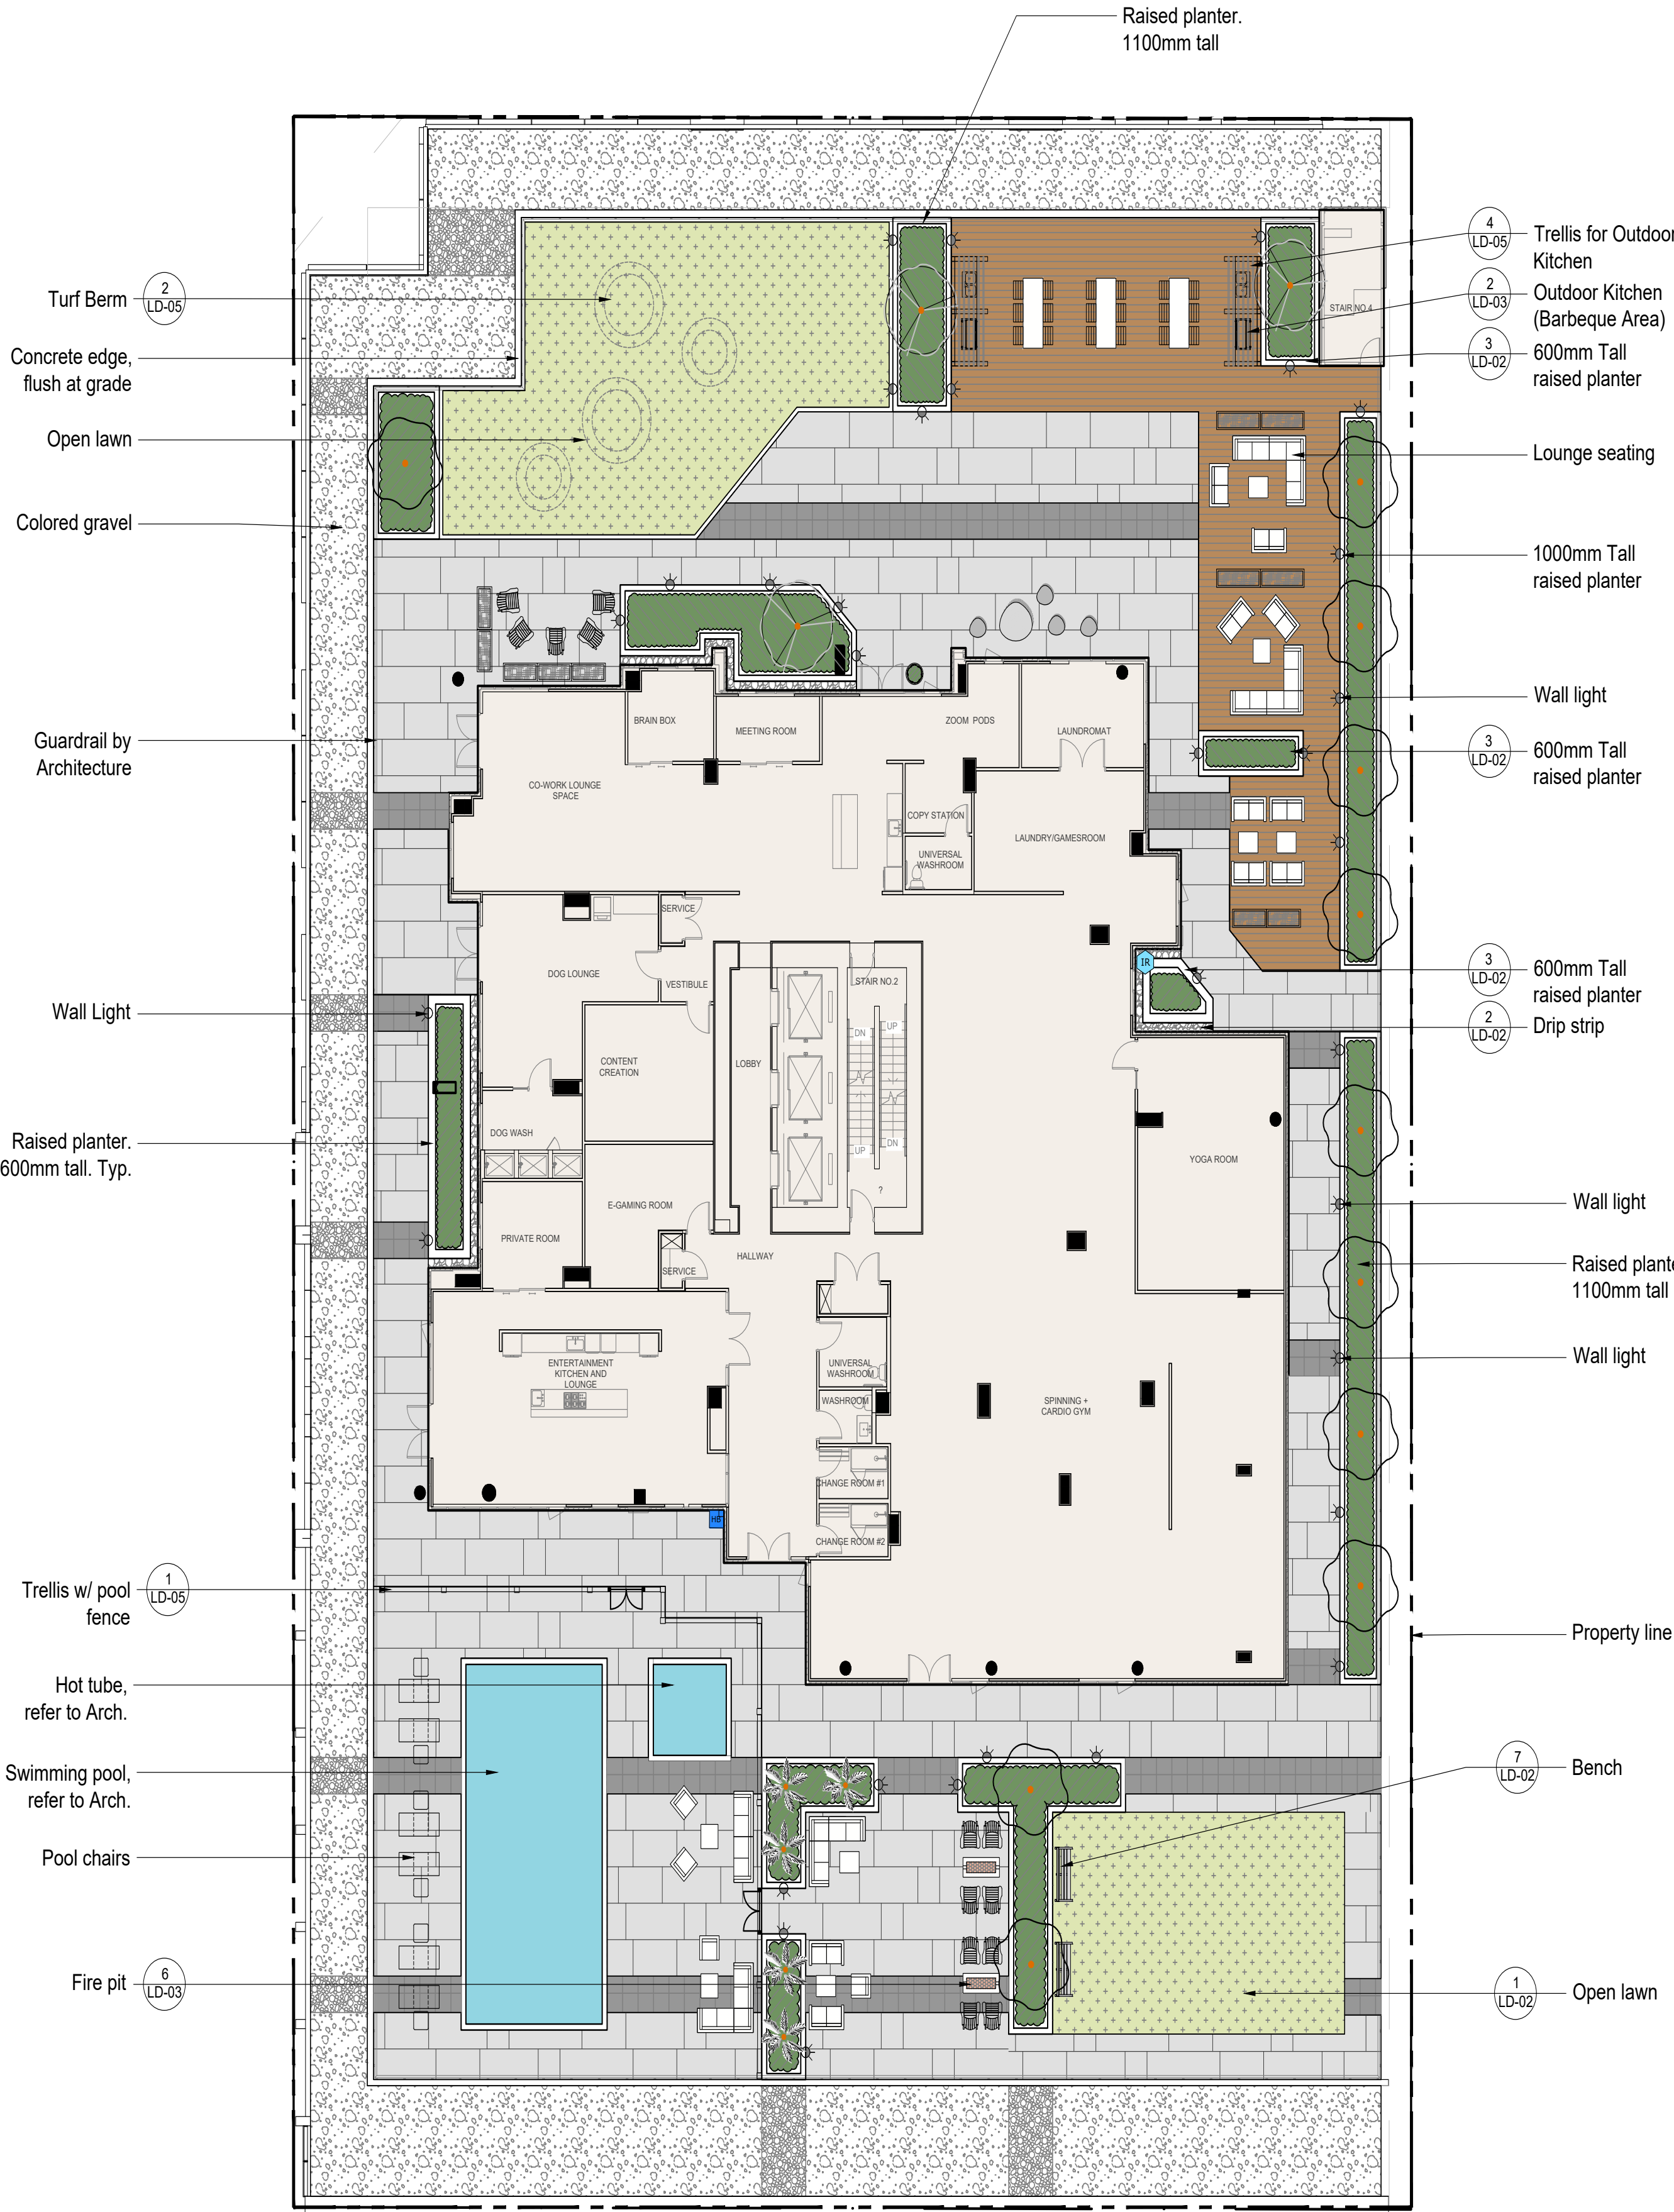 Raised planter.
1100mm tall
4
LD-05
Trellis for Outdoor
Kitchen
2
LD-03
Outdoor Kitchen
(Barbeque Area)
3
LD-02
600mm Tall
raised planter
STAIR NO.4
Turf Berm
2
LD-05
Concrete edge,
flush at grade
Open lawn
Lounge seating
Colored gravel
1000mm Tall
raised planter
Wall light
Guardrail by
Architecture
3
LD-02
600mm Tall
raised planter
BRAIN BOX
MEETING ROOM
ZOOM PODS
LAUNDROMAT
CO-WORK LOUNGE
SPACE
COPY STATION
LAUNDRY/GAMESROOM
UNIVERSAL
WASHROOM
SERVICE
DOG LOUNGE
VESTIBULE
STAIR NO.2
IR
3
LD-02
600mm Tall
raised planter
2
LD-02
Drip strip
Wall Light
DN
UP
CONTENT
CREATION
LOBBY
DOG WASH
UP
DN
?
Raised planter.
600mm tall. Typ.
YOGA ROOM
E-GAMING ROOM
PRIVATE ROOM
HALLWAY
SERVICE
Wall light
Raised plante
1100mm tall
Wall light
ENTERTAINMENT
KITCHEN AND
LOUNGE
UNIVERSAL
WASHROOM
WASHROOM
SPINNING +
CARDIO GYM
CHANGE ROOM #1
CHANGE ROOM #2
HB
Trellis w/ pool
fence
1
LD-05
Property line
Hot tube,
refer to Arch.
Swimming pool,
refer to Arch.
7
LD-02
Bench
Pool chairs
Fire pit
6
LD-03
1
LD-02
Open lawn